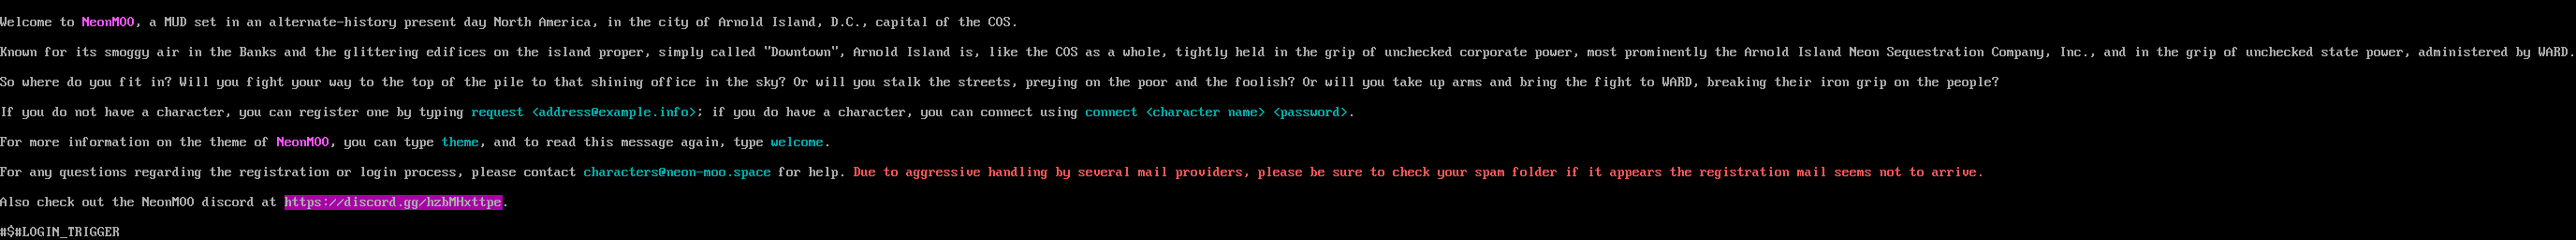 Welcome to NeonMOO, a MUD set in an alternate-history present day North America, in the city of Arnold Island, D.C., capital of the COS.
Known for its smoggy air in the Banks and the glittering edifices on the island proper, simply called "Downtown", Arnold Island is, like the COS as a whole, tightly held in the grip of unchecked corporate power, most prominently the Arnold Island Neon Sequestration Company, Inc., and in the grip of unchecked state power, administered by WARD.
So where do you fit in? Will you fight your way to the top of the pile to that shining office in the sky? Or will you stalk the streets, preying on the poor and the foolish? Or will you take up arms and bring the fight to WARD, breaking their iron grip on the people?
If you do not have a character, you can register one by typing request <address@example.info>; if you do have a character, you can connect using connect <character name> <password>.
For more information on the theme of NeonMOO, you can type theme, and to read this message again, type welcome.
For any questions regarding the registration or login process, please contact characters@neon-moo.space for help. Due to aggressive handling by several mail providers, please be sure to check your spam folder if it appears the registration mail seems not to arrive.
Also check out the NeonMOO discord at https://discord.gg/hzbMHxttpe.
#$#LOGIN_TRIGGER